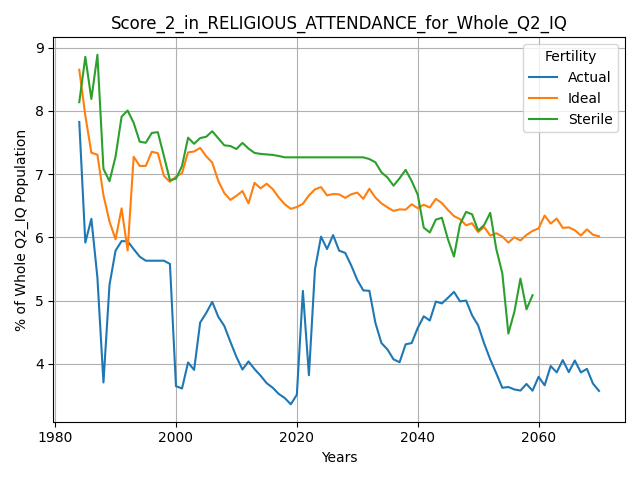 Score_2_in_RELIGIOUS_ATTENDANCE_for_Whole_Q2_IQ
% of Whole Q2_IQ Population
9
8
7
6
5
4
Fertility
Actual
Ideal
Sterile
1980
2000
2020
2040
2060
Years